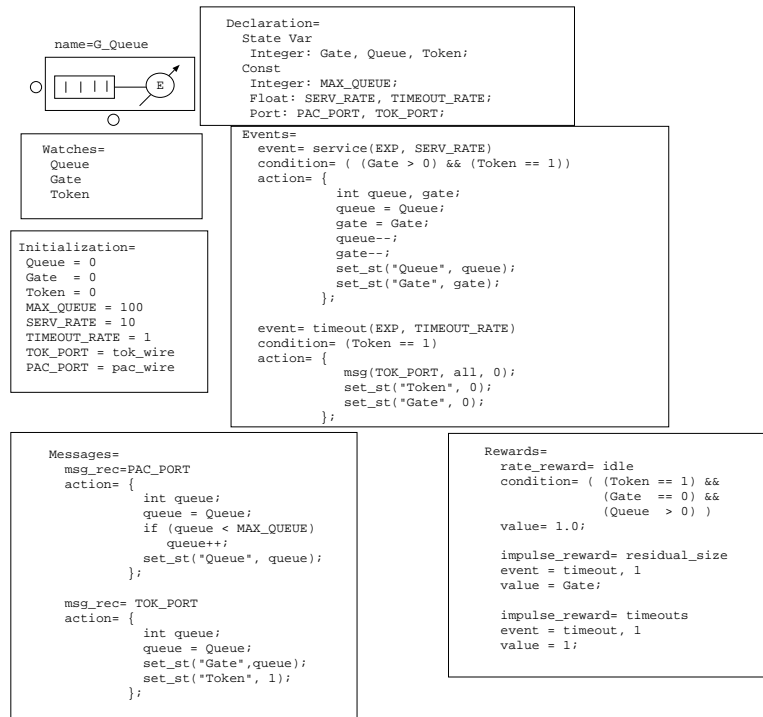 name=G_Queue
E
Declaration=
State Var
Integer: Gate, Queue, Token;
Const
Integer: MAX_QUEUE;
Float: SERV_RATE, TIMEOUT_RATE;
Port: PAC_PORT, TOK_PORT;
Watches=
Queue
Gate
Token
Events=
event= service(EXP, SERV_RATE)
condition= ( (Gate > 0) && (Token == 1))
action= {
int queue, gate;
queue = Queue;
gate = Gate;
queue--;
gate--;
set_st("Queue", queue);
set_st("Gate", gate);
};
event= timeout(EXP, TIMEOUT_RATE)
condition= (Token == 1)
action= {
msg(TOK_PORT, all, 0);
set_st("Token", 0);
set_st("Gate", 0);
};
Initialization=
Queue = 0
Gate = 0
Token = 0
MAX_QUEUE = 100
SERV_RATE = 10
TIMEOUT_RATE = 1
TOK_PORT = tok_wire
PAC_PORT = pac_wire
Messages=
msg_rec=PAC_PORT
action= {
int queue;
queue = Queue;
if (queue < MAX_QUEUE)
queue++;
set_st("Queue", queue);
};
msg_rec= TOK_PORT
action= {
int queue;
queue = Queue;
set_st("Gate",queue);
set_st("Token", 1);
};
Rewards=
rate_reward= idle
condition= ( (Token == 1) &&
(Gate == 0) &&
(Queue > 0) )
value= 1.0;
impulse_reward= residual_size
event = timeout, 1
value = Gate;
impulse_reward= timeouts
event = timeout, 1
value = 1;